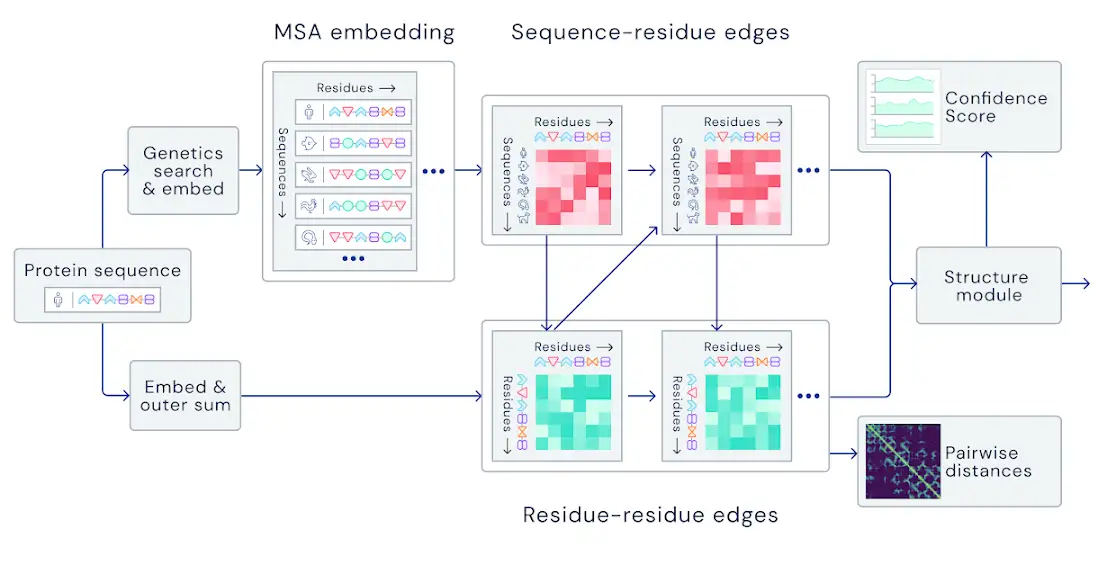 MSA embedding
Sequence-residue edges
Residues →
Sequences →
Genetics
search
& embed
Residues →
Sequences →
Residues →
Sequences →
Confidence
Score
Protein sequence
Structure
module
Embed &
outer sum
Residues →
Residues →
Residues →
Residues →
Pairwise
distances
Residue-residue edges